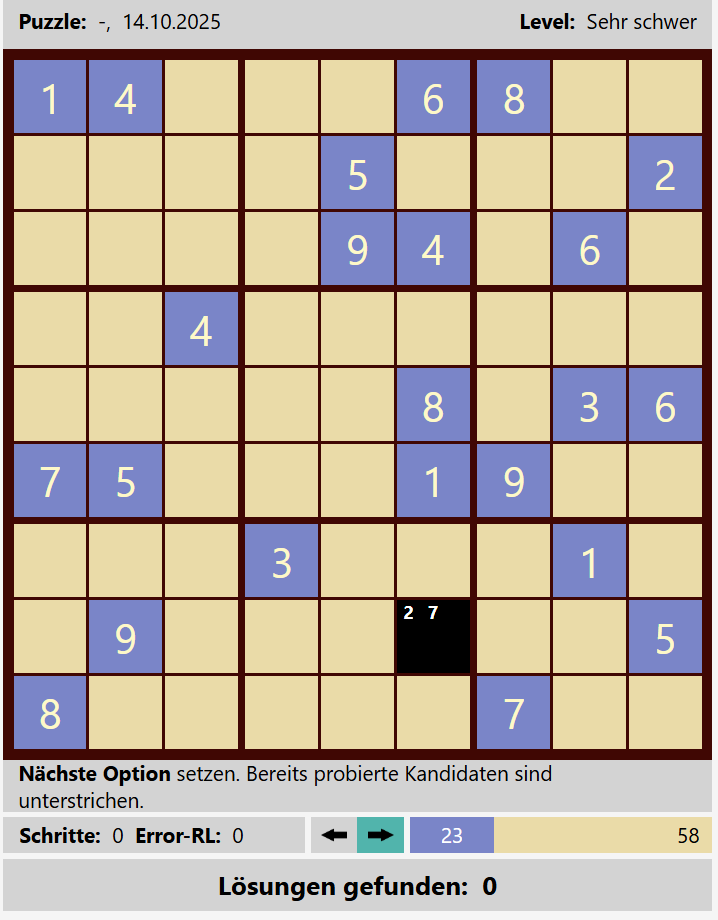 Puzzle: -, 14.10.2025 Level: Sehr schwer
1 4 6 8
5 2
9 4 6
4
8 3 6
7 5 1 9
3 1
9 2 7 5
8 7
Nächste Option setzen. Bereits probierte Kandidaten sind
unterstrichen.
Schritte: 0 Error-RL: 0 23 58
Lösungen gefunden: 0